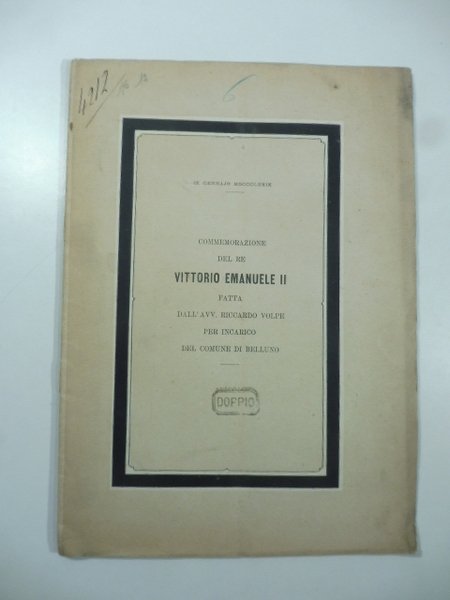 4212
6
IX GENNAJO MDCCCLXXIX
COMMEMORAZIONE
DEL RE
VITTORIO EMANUELE II
FATTA
DALL'AVV. RICCARDO VOLPE
PER INCARICO
DEL COMUNE DI BELLUNO
DOPPIO